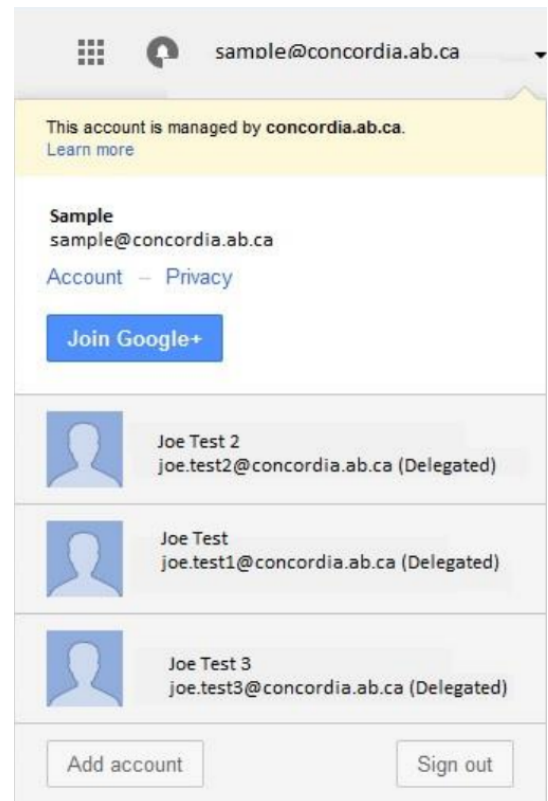 sample@concordia.ab.ca
This account is managed by concordia.ab.ca.
Learn more
Sample
sample@concordia.ab.ca
Account – Privacy
Join Google+
Joe Test 2
joe.test2@concordia.ab.ca (Delegated)
Joe Test
joe.test1@concordia.ab.ca (Delegated)
Joe Test 3
joe.test3@concordia.ab.ca (Delegated)
Add account Sign out